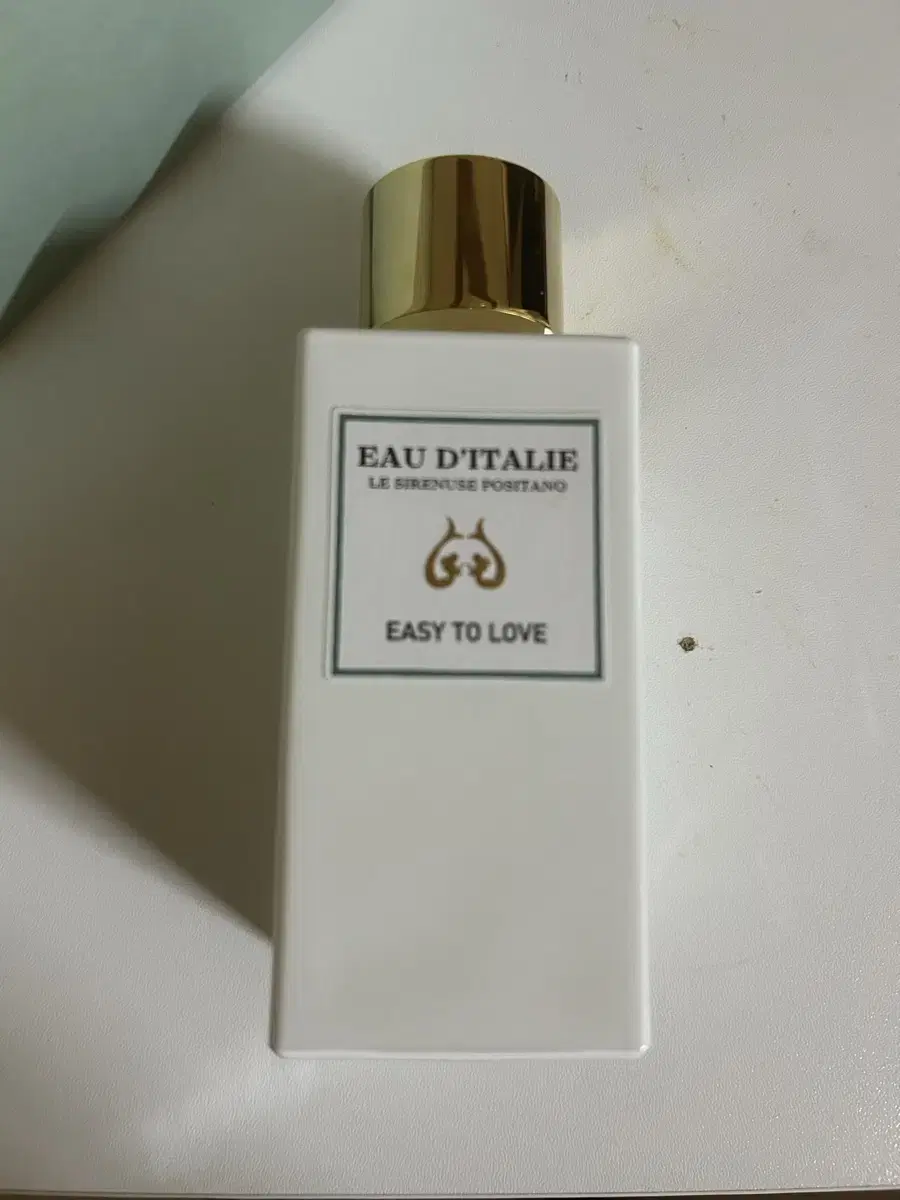 EAU D'ITALIE
LE SIRENUSE POSITANO
EASY TO LOVE